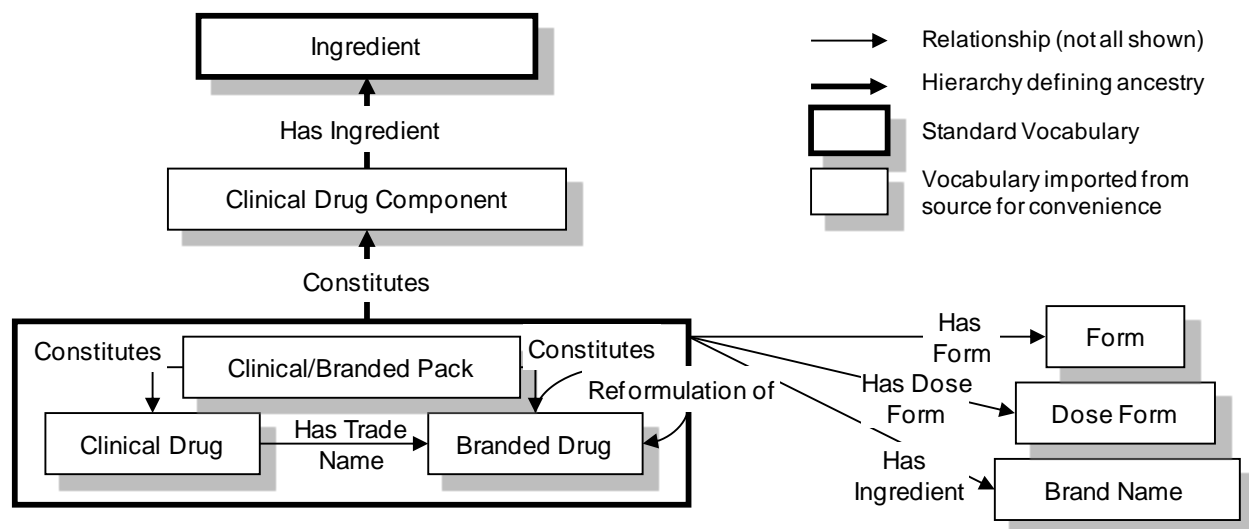 Ingredient
Relationship (not all shown)
Hierarchy defining ancestry
Has Ingredient
Standard Vocabulary
Clinical Drug Component
Vocabulary imported from
source for convenience
Constitutes
Constitutes
Clinical/Branded Pack
Constitutes
Reformulation of
Clinical Drug
Has Trade
Name
Branded Drug
Has
Form
Form
Has Dose
Form
Dose Form
Has
Ingredient
Brand Name